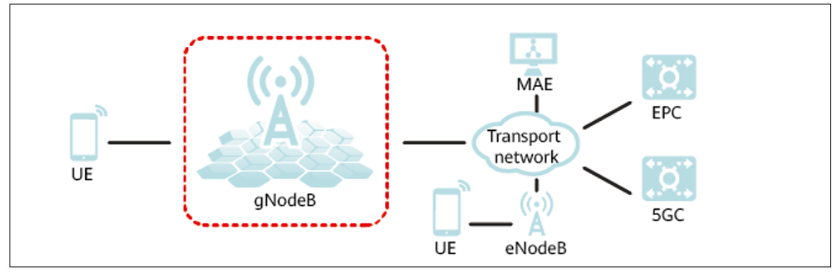 MAE
EPC
Transport
network
UE
gNodeB
5GC
UE
eNodeB